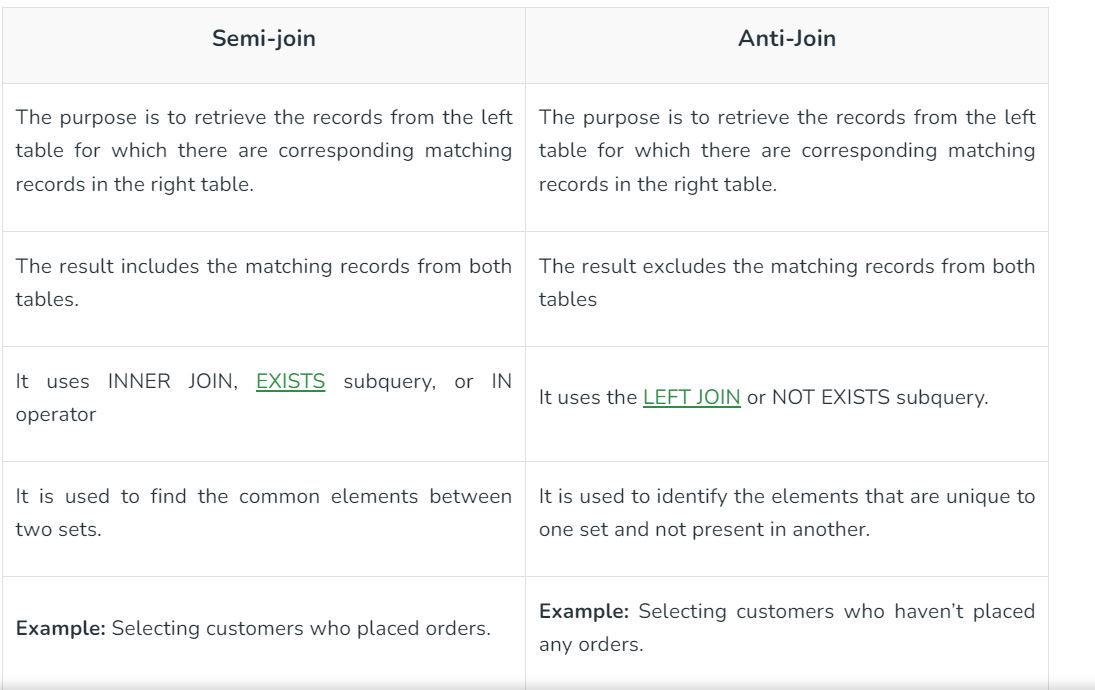 Semi-join
Anti-Join
The purpose is to retrieve the records from the left
table for which there are corresponding matching
records in the right table.
The purpose is to retrieve the records from the left
table for which there are corresponding matching
records in the right table.
The result includes the matching records from both
tables.
The result excludes the matching records from both
tables
It uses INNER JOIN, EXISTS subquery, or IN
operator
It uses the LEFT JOIN or NOT EXISTS subquery.
It is used to find the common elements between
two sets.
It is used to identify the elements that are unique to
one set and not present in another.
Example: Selecting customers who placed orders.
Example: Selecting customers who haven’t placed
any orders.